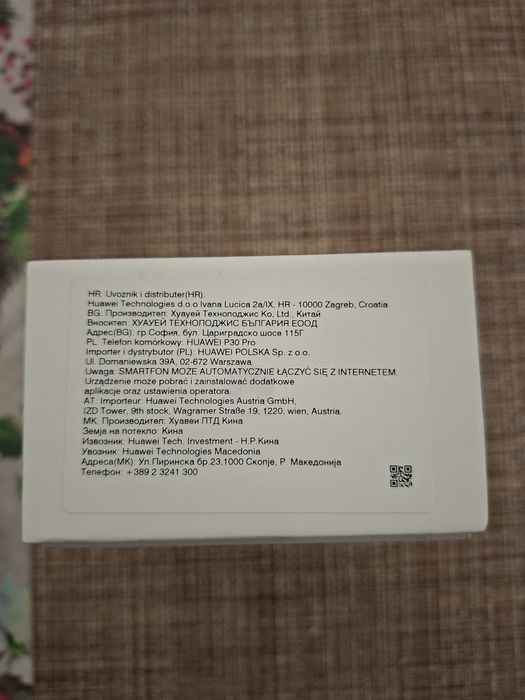 HR: Uvoznik i distributer(HR):
Huawei Technologies d.o.o Ivana Lucica 2a/IX, HR - 10000 Zagreb, Croatia
BG: Производител: Хуауей Технолоджис Ко, Ltd., Китай
Вносител: ХУАУЕЙ ТЕХНОЛОДЖИС БЪЛГАРИЯ ЕООД
Адрес(BG): гр.София, бул. Цариградско шосе 115Г
PL: Telefon komórkowy: HUAWEI P30 Pro
Importer i dystrybutor (PL): HUAWEI POLSKA Sp. z o.o.
Ul. Domaniewska 39A, 02-672 Warszawa
Uwaga: SMARTFON MOŻE AUTOMATYCZNIE ŁĄCZYĆ SIĘ Z INTERNETEM.
Urządzenie może pobrać i zainstalować dodatkowe
aplikacje oraz ustawienia operatora.
AT: Importeur: Huawei Technologies Austria GmbH,
IZD Tower, 9th stock, Wagramer Straße 19, 1220, wien, Austria.
МК: Производител: Хуавеи ЛТД Кина
Земја на потекло: Кина
Извозник: Huawei Tech. Investment - Н.Р.Кина
Увозник: Huawei Technologies Macedonia
Адреса(МК): Ул.Пиринска бр.23,1000 Скопје, Р. Македонија
Телефон: +389 2 3241 300